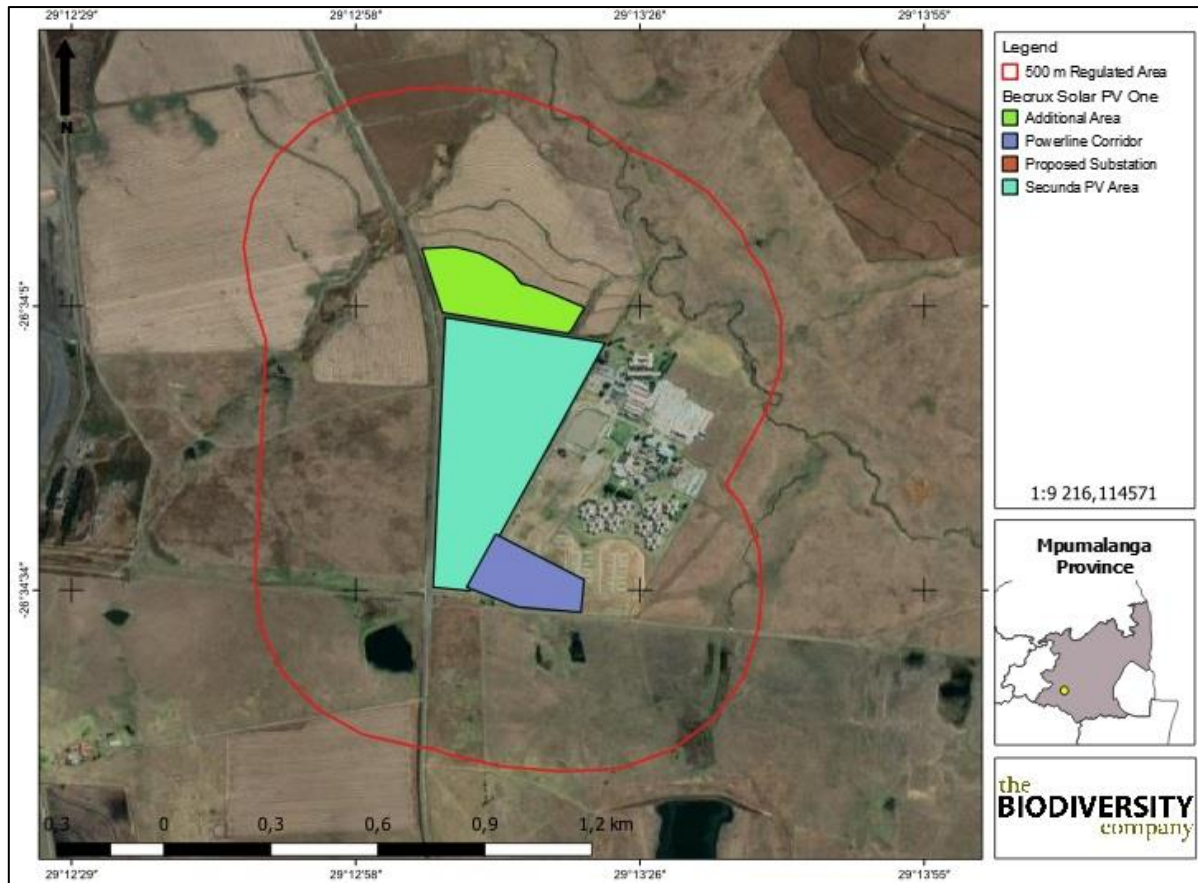 29°12'29" 29°12'58" 29°13'26" 29°13'55"
N
-26°34'5" -26°34'5"
-26°34'34" -26°34'34"
0,3 0 0,3 0,6 0,9 1,2 km
29°12'29" 29°12'58" 29°13'26" 29°13'55"
Legend
500 m Regulated Area
Becrux Solar PV One
Additional Area
Powerline Corridor
Proposed Substation
Secunda PV Area
1:9 216,114571
Mpumalanga
Province
the
BIODIVERSITY
company